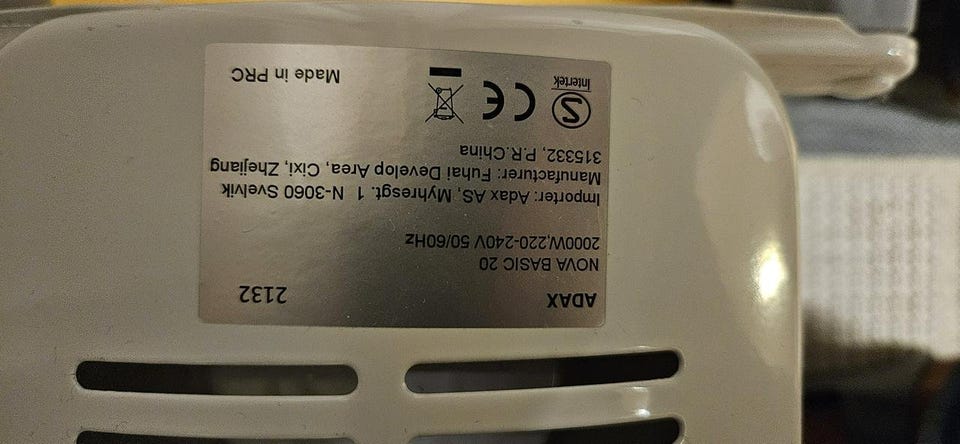 ADAX 2132
NOVA BASIC 20
2000W,220-240V 50/60Hz
Importer: Adax AS, Myhresgt. 1 N-3060 Svelvik
Manufacturer: Fuhai Develop Area, Cixi, Zhejiang
315332, P.R.China
S
Intertek
CE
Made in PRC